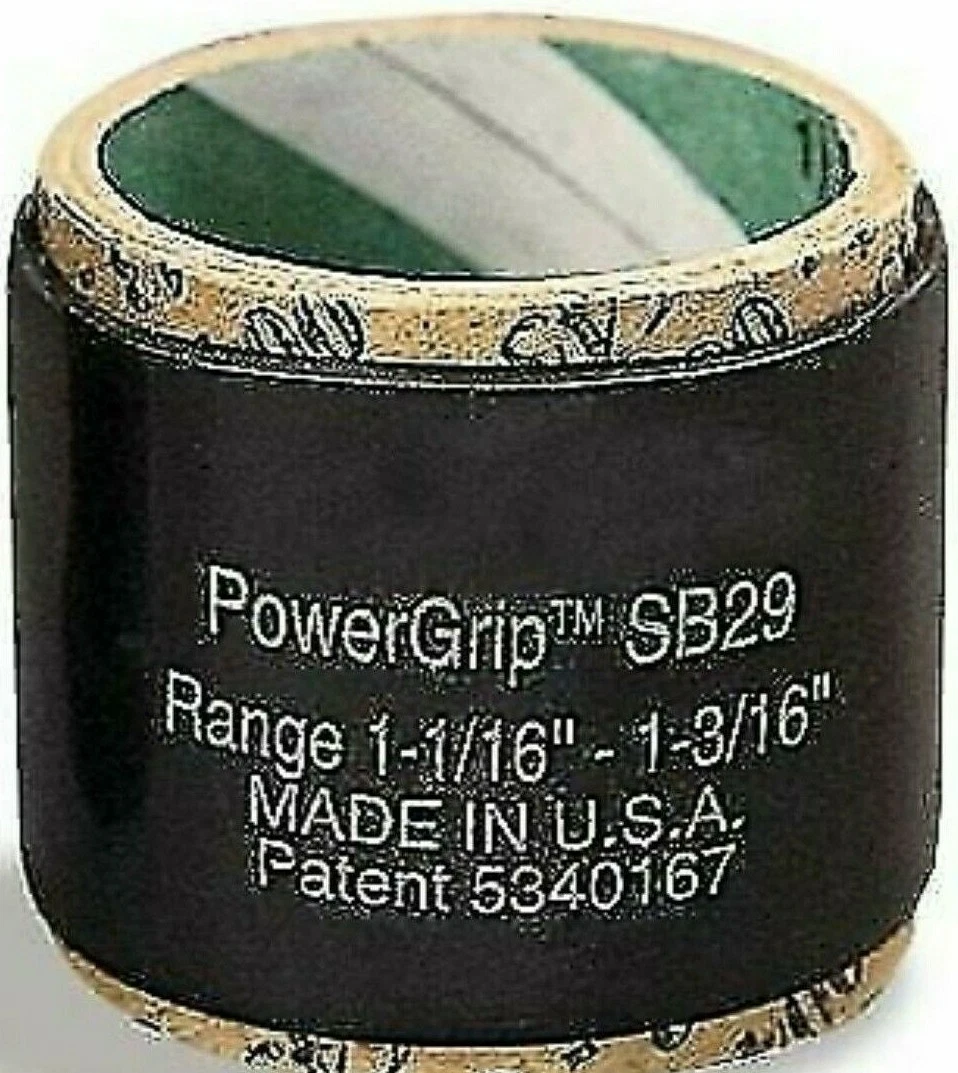 PowerGrip™ SB29
Range 1-1/16" - 1-3/16"
MADE IN U.S.A.
Patent 5340167